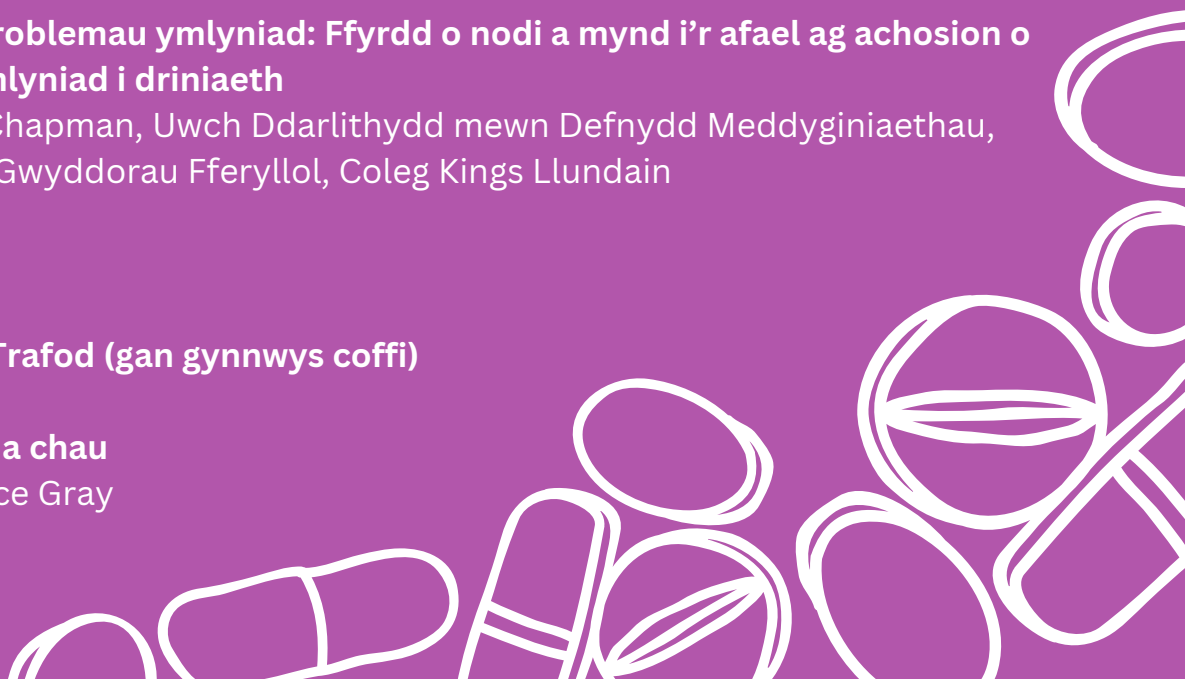 roblemau ymlyniad: Ffyrdd o nodi a mynd i’r afael ag achosion o
lyniad i driniaeth
Chapman, Uwch Ddarlithydd mewn Defnydd Meddyginiaethau,
Gwyddorau Fferyllol, Coleg Kings Llundain
Trafod (gan gynnwys coffi)
a chau
ce Gray